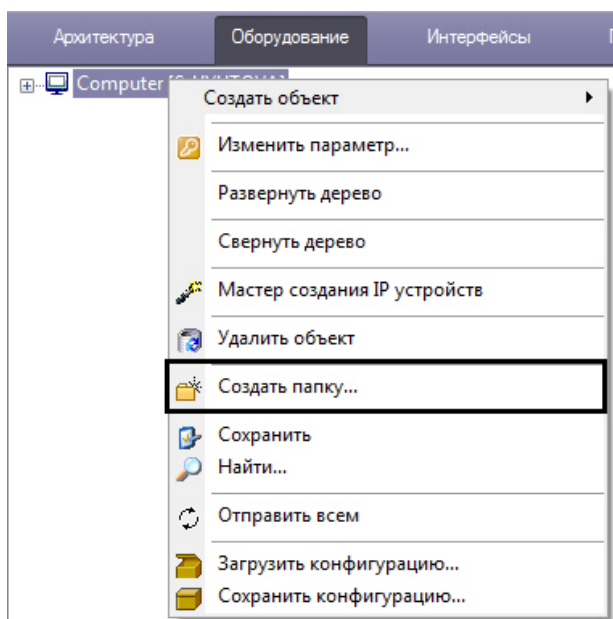 Архитектура Оборудование Интерфейсы
Computer
Создать объект
Изменить параметр...
Развернуть дерево
Свернуть дерево
Мастер создания IP устройств
Удалить объект
Создать папку...
Сохранить
Найти...
Отправить всем
Загрузить конфигурацию...
Сохранить конфигурацию...